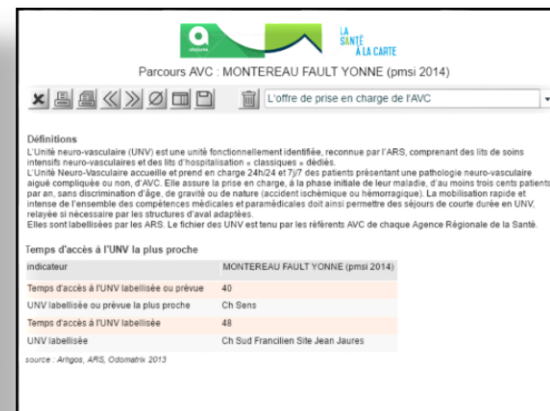 LA
SANTÉ
À LA CARTE
Parcours AVC : MONTEREAU FAULT YONNE (pmsi 2014)
L'offre de prise en charge de l'AVC
Définitions
L'Unité neuro-vasculaire (UNV) est une unité fonctionnellement identifiée, reconnue par l'ARS, comprenant des lits de soins
intensifs neuro-vasculaires et des lits d'hospitalisation « classiques » dédiés.
L'Unité Neuro-Vasculaire accueille et prend en charge 24h/24 et 7j/7 des patients présentant une pathologie neuro-vasculaire
aiguë compliquée ou non, d'AVC. Elle assure la prise en charge, à la phase initiale de leur maladie, d'au moins trois cents patients
par an, sans discrimination d'âge, de gravité ou de nature (accident ischémique ou hémorragique). La mobilisation rapide et
intense de l'ensemble des compétences médicales et paramédicales doit ainsi permettre des séjours de courte durée en UNV,
relayée si nécessaire par les structures d'aval adaptées.
Elles sont labellisées par les ARS. Le fichier des UNV est tenu par les référents AVC de chaque Agence Régionale de la Santé.
Temps d'accès à l'UNV la plus proche
indicateur MONTEREAU FAULT YONNE (pmsi 2014)
Temps d'accès à l'UNV labellisée ou prévue 40
UNV labellisée ou prévue la plus proche Ch Sens
Temps d'accès à l'UNV labellisée 48
UNV labellisée Ch Sud Francilien Site Jean Jaures
source : Arhgos, ARS, Odomatrix 2013